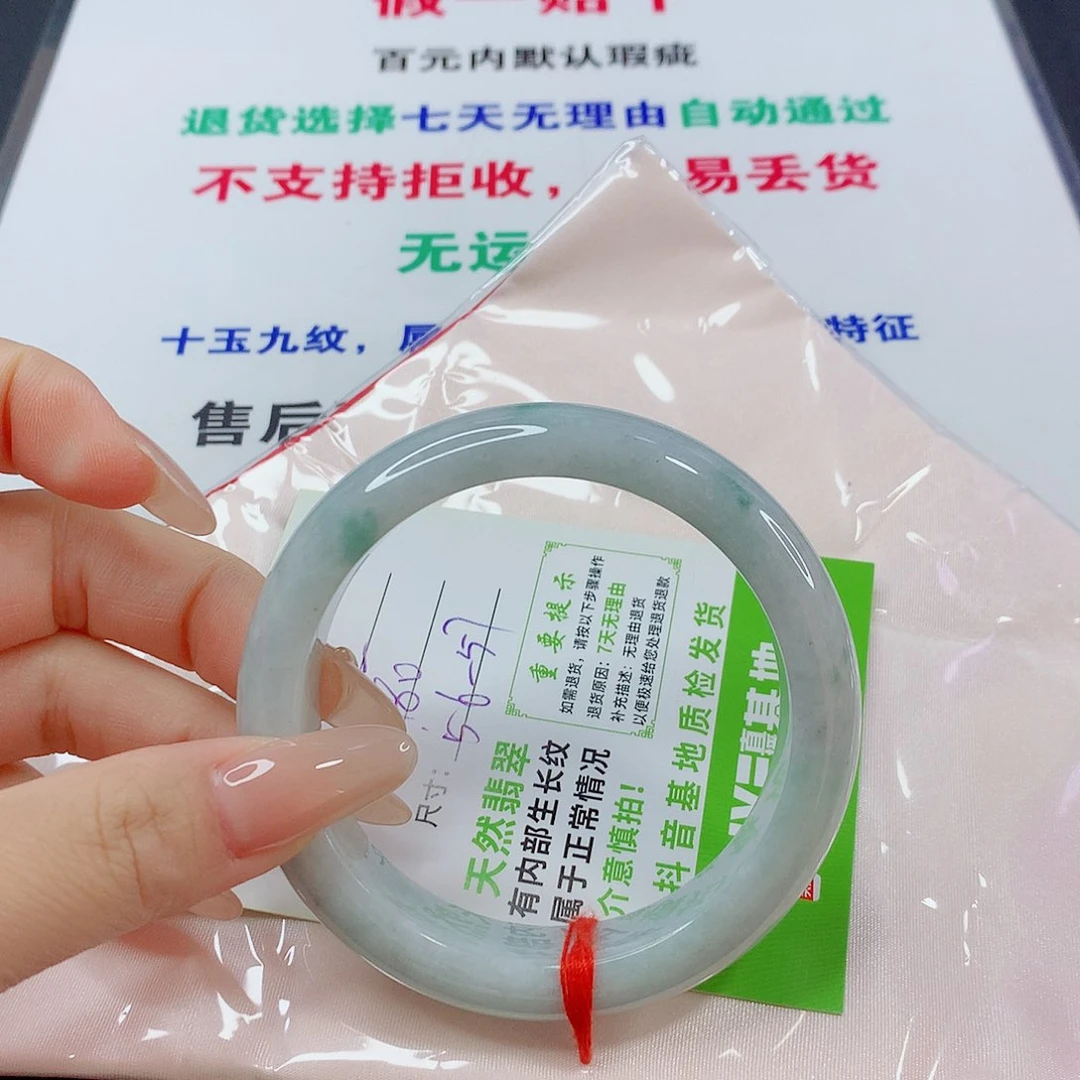 假一赔十
百元内默认瑕疵
退货选择七天无理由自动通过
不支持拒收，
易丢货
无运
十玉九纹，
特征
售后
重要提示
如需退货，请按以下步骤操作
退货原因：7天无理由
补充描述：无理由退货
以便极速给您处理退货退款
尺寸：56-57
天然翡翠
有内部生长纹
属于正常情况
介意慎拍！
抖音基地质检发货